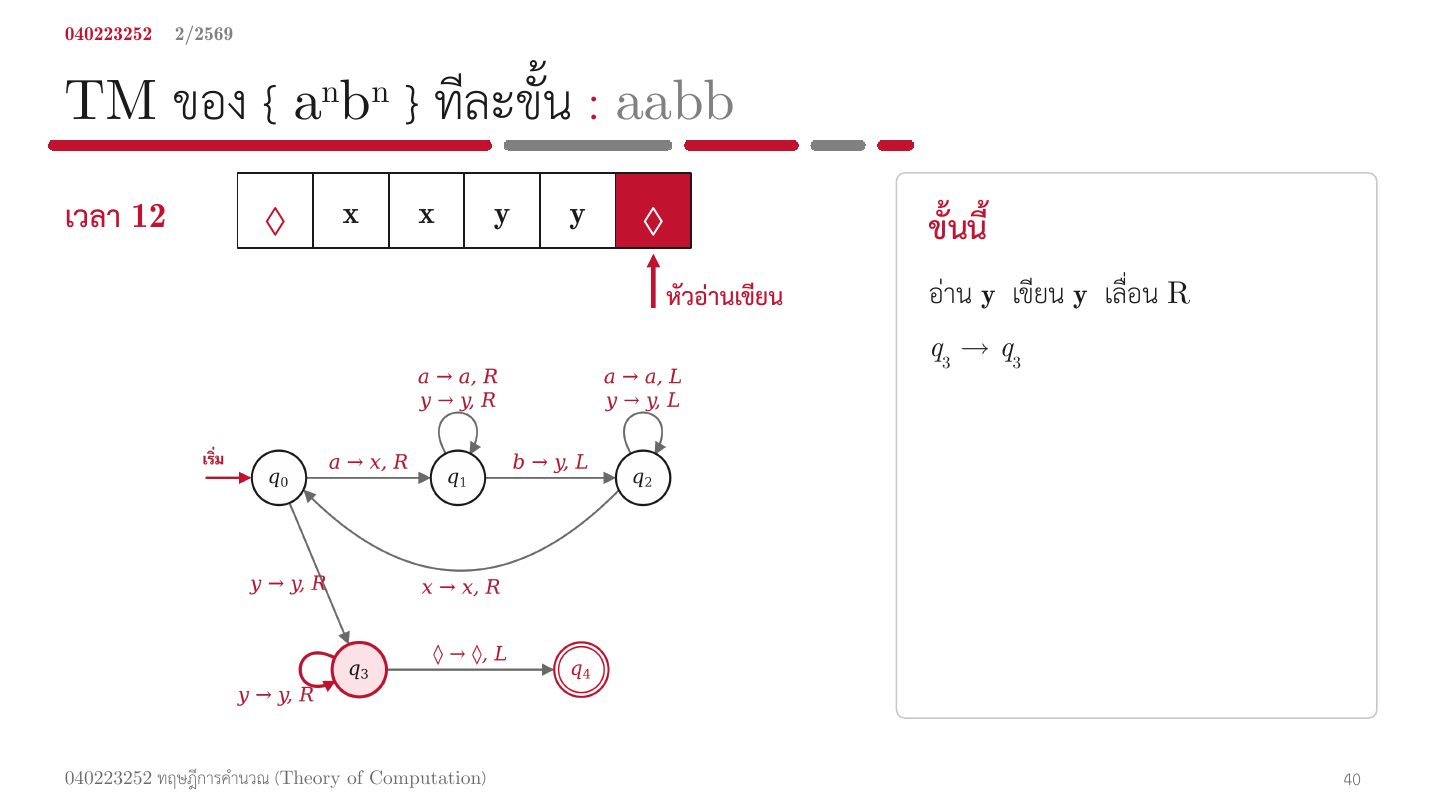 040223252 2/2569
TM ของ { aⁿbⁿ } ทีละขั้น : aabb
เวลา 12
◊ x x y y ◊
หัวอ่านเขียน
ขั้นนี้
อ่าน y เขียน y เลื่อน R
q₃ → q₃
a → a, R
y → y, R
a → a, L
y → y, L
เริ่ม
q₀
a → x, R
q₁
b → y, L
q₂
y → y, R
x → x, R
q₃
◊ → ◊, L
q₄
y → y, R
040223252 ทฤษฎีการคำนวณ (Theory of Computation)
40